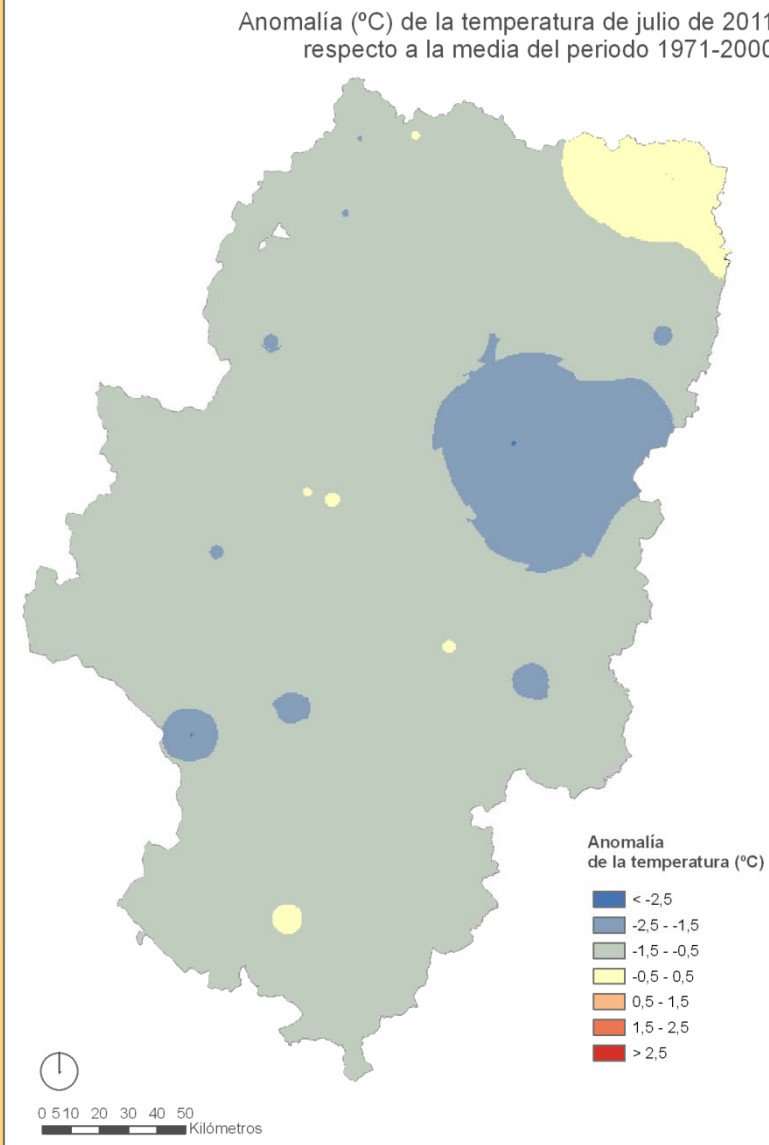 Anomalía (ºC) de la temperatura de julio de 2011
respecto a la media del periodo 1971-2000
Anomalía
de la temperatura (ºC)
< -2,5
-2,5 - -1,5
-1,5 - -0,5
-0,5 - 0,5
0,5 - 1,5
1,5 - 2,5
> 2,5
0 5 10 20 30 40 50
Kilómetros